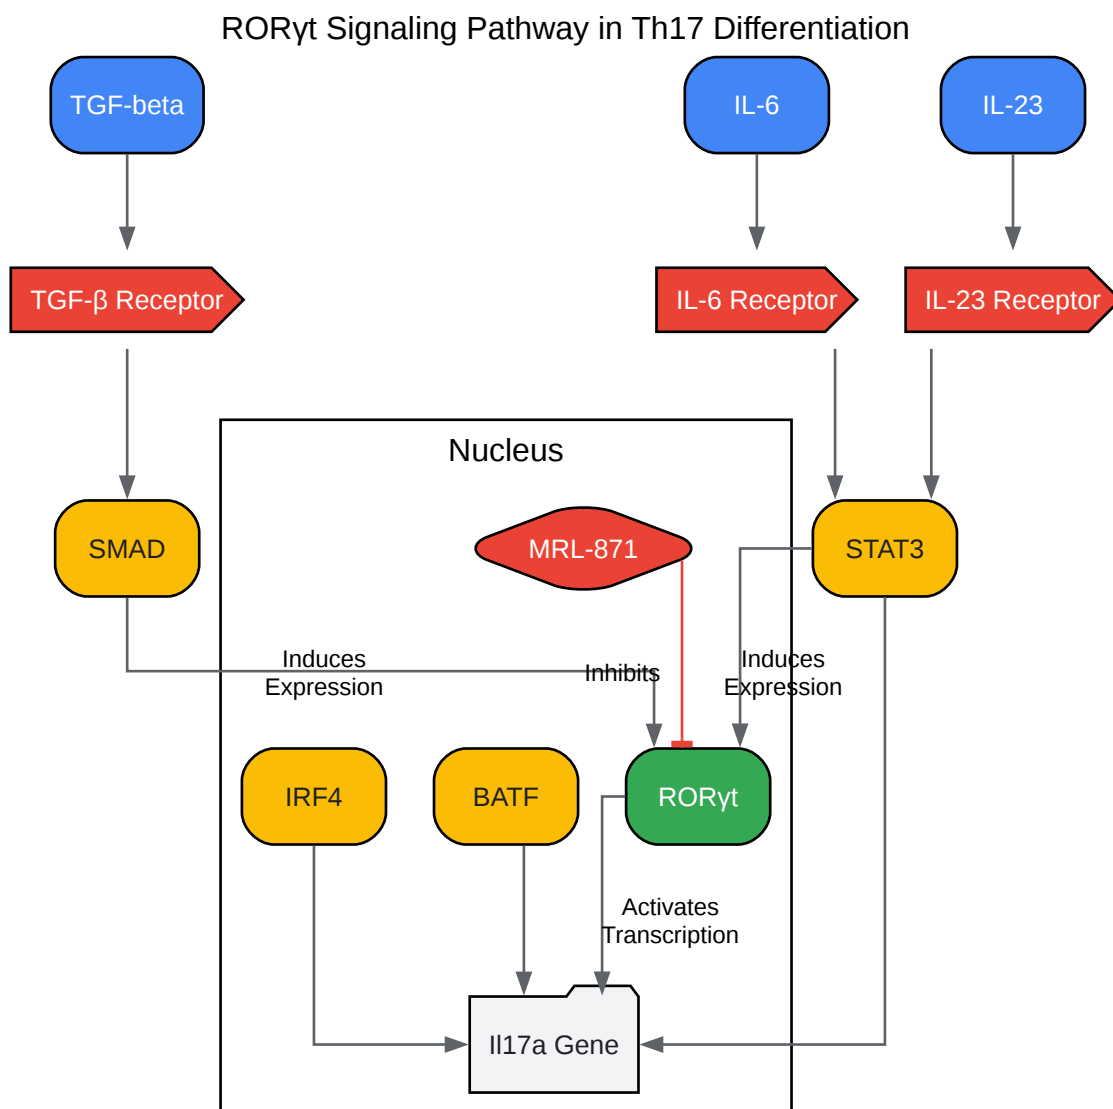 RORγt Signaling Pathway in Th17 Differentiation
TGF-beta
IL-6
IL-23
TGF-β Receptor
IL-6 Receptor
IL-23 Receptor
Nucleus
SMAD
MRL-871
STAT3
Induces
Expression
Inhibits
Induces
Expression
IRF4
BATF
RORγt
Activates
Transcription
Il17a Gene